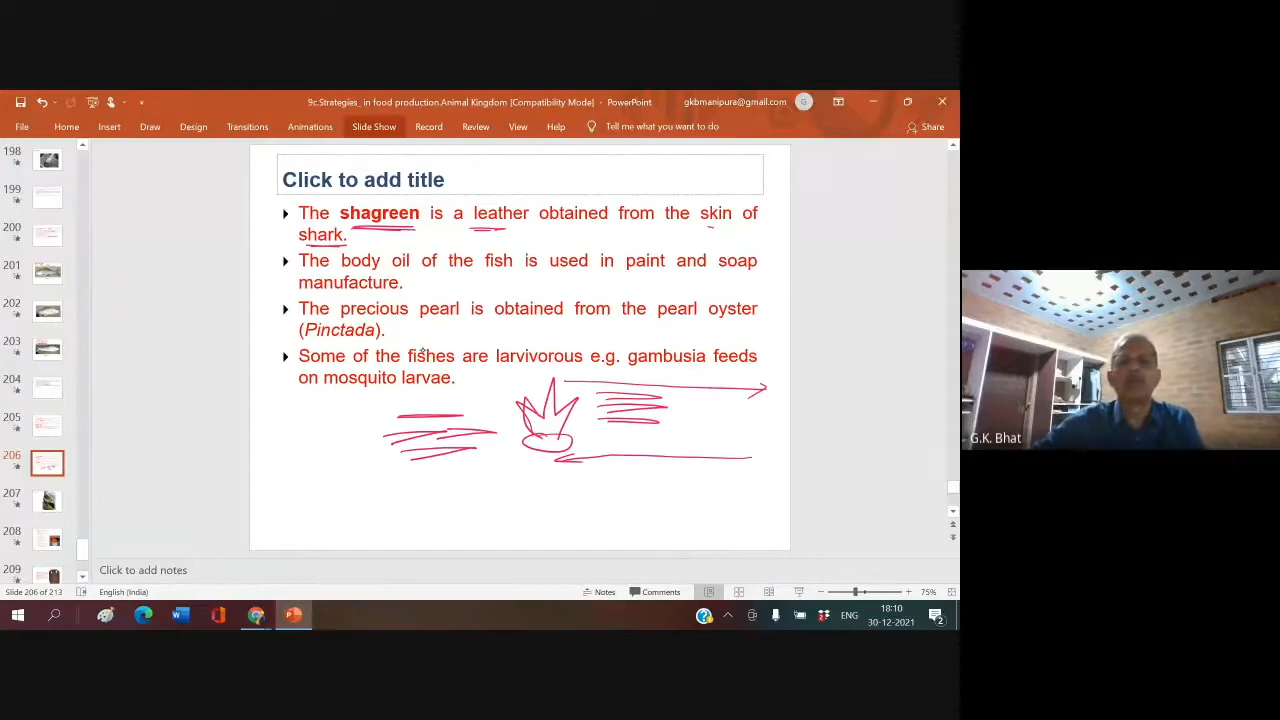 9c.Strategies_ in food production.Animal Kingdom [Compatibility Mode] - PowerPoint
gkbmanipura@gmail.com
G
File Home Insert Draw Design Transitions Animations Slide Show Record Review View Help Tell me what you want to do Share
198
199
200
201
202
203
204
205
206
207
208
209
Click to add title
The shagreen is a leather obtained from the skin of
shark.
The body oil of the fish is used in paint and soap
manufacture.
The precious pearl is obtained from the pearl oyster
(Pinctada).
Some of the fishes are larvivorous e.g. gambusia feeds
on mosquito larvae.
G.K. Bhat
Click to add notes
Slide 206 of 213 English (India) Notes Comments 75%
ENG
18:10
30-12-2021
2